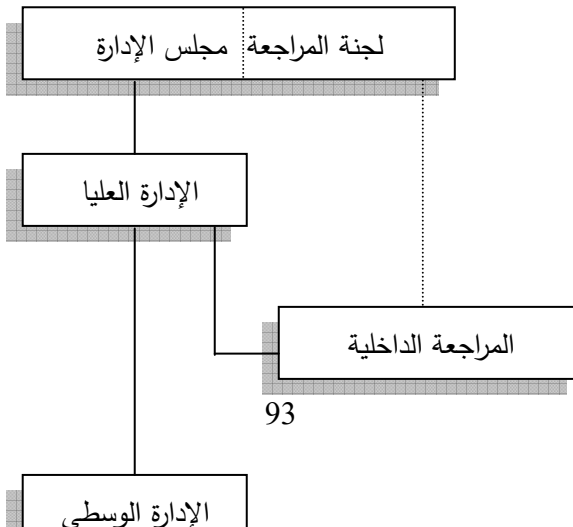 لجنة المراجعة مجلس الإدارة
الإدارة العليا
المراجعة الداخلية
93
الإدارة الوسطى